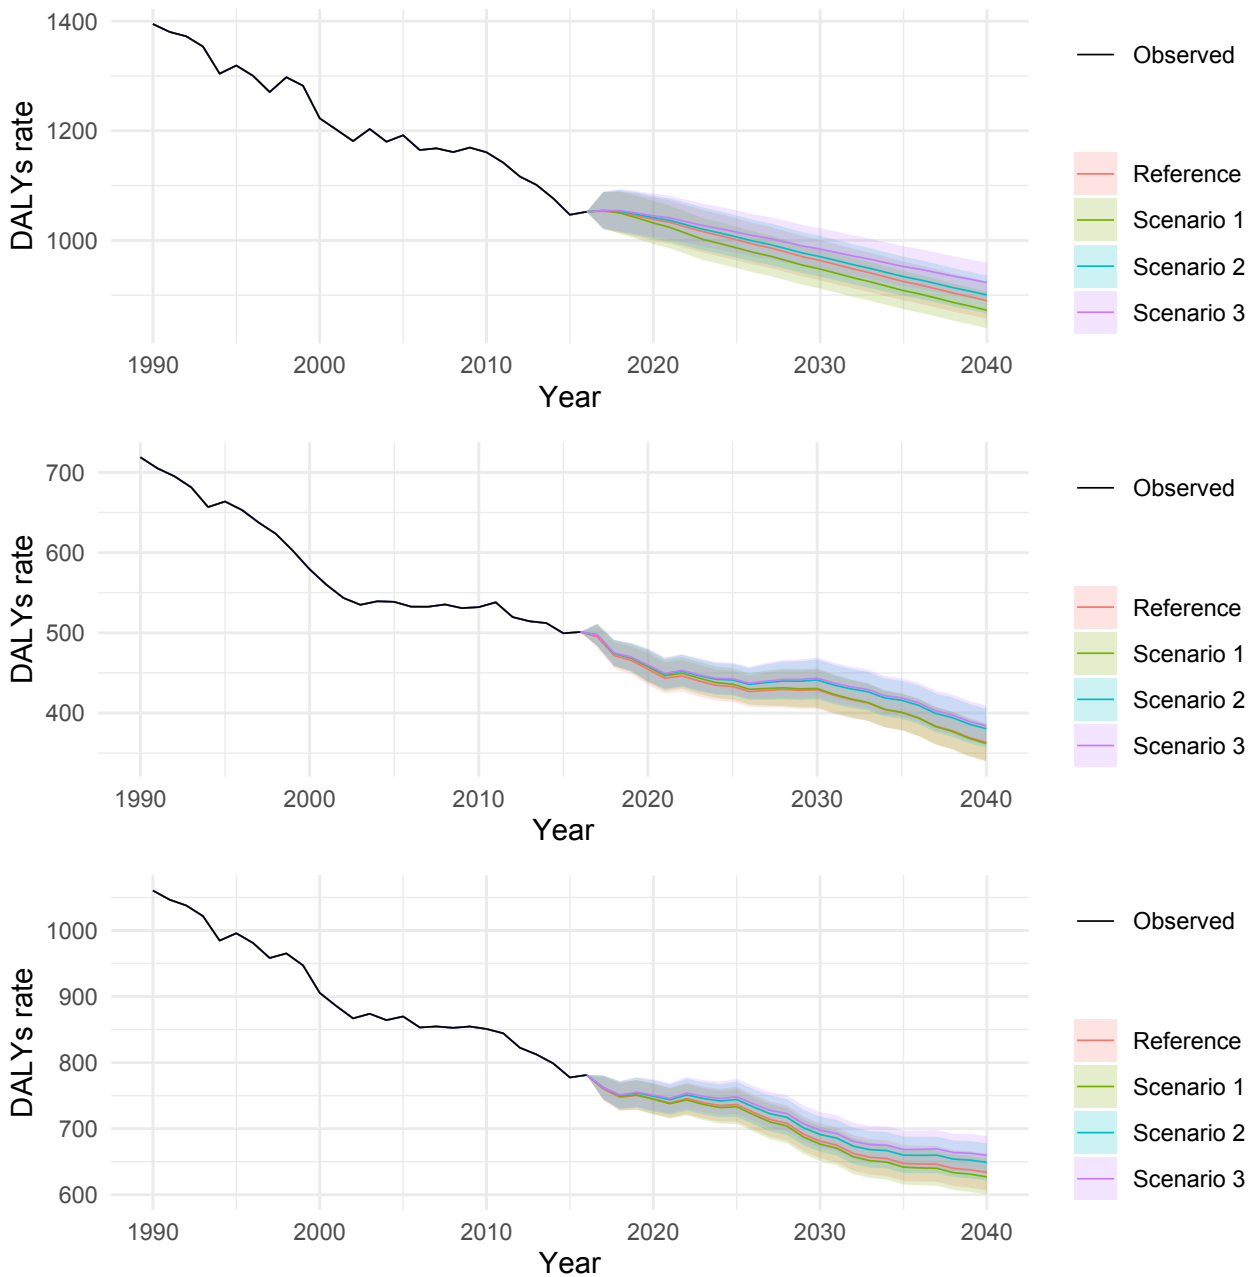 1400
1200
1000
DALYs rate
1990 2000 2010 2020 2030 2040
Year
Observed
Reference
Scenario 1
Scenario 2
Scenario 3
700
600
500
400
DALYs rate
1990 2000 2010 2020 2030 2040
Year
Observed
Reference
Scenario 1
Scenario 2
Scenario 3
1000
900
800
700
600
DALYs rate
1990 2000 2010 2020 2030 2040
Year
Observed
Reference
Scenario 1
Scenario 2
Scenario 3